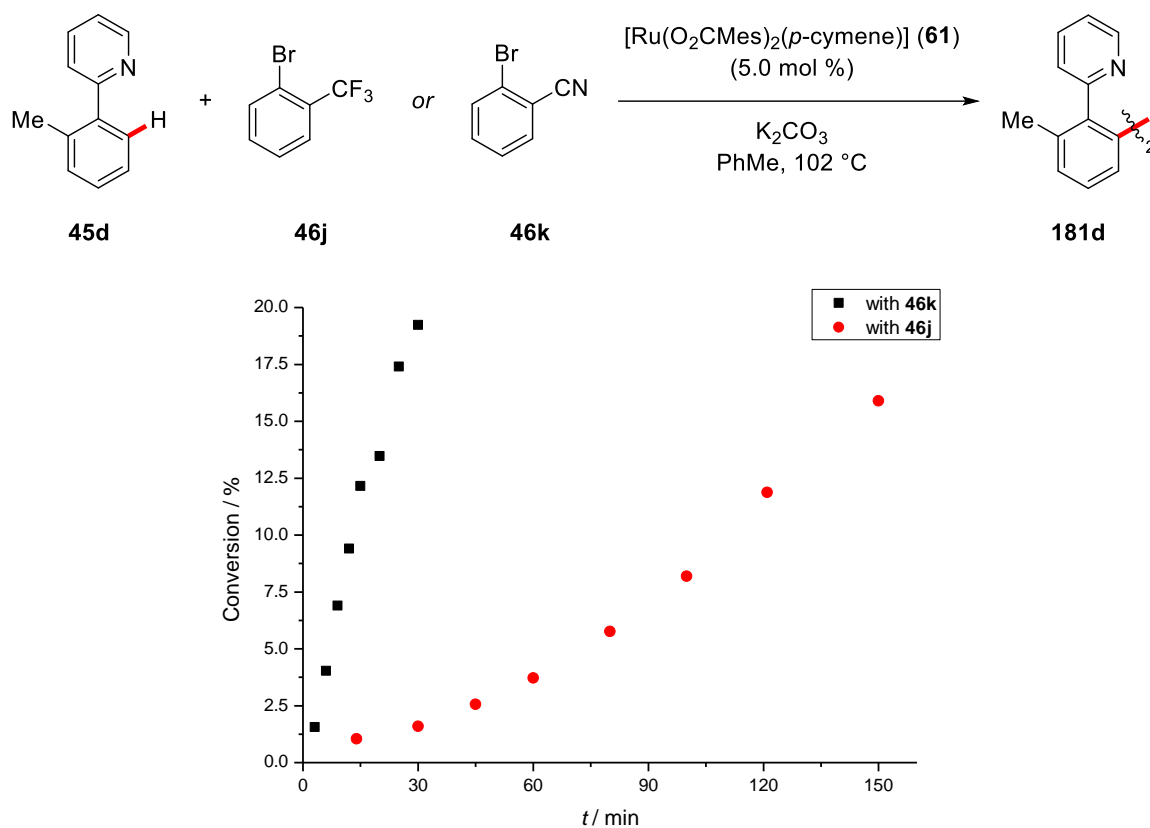 [Ru(O₂CMes)₂(p-cymene)] (61)
(5.0 mol %)
K₂CO₃
PhMe, 102 °C
N
Me
H
+
Br
CF₃
or
Br
CN
N
Me
2
45d
46j
46k
181d
with 46k
with 46j
Conversion / %
20.0
17.5
15.0
12.5
10.0
7.5
5.0
2.5
0.0
0
30
60
90
120
150
t / min